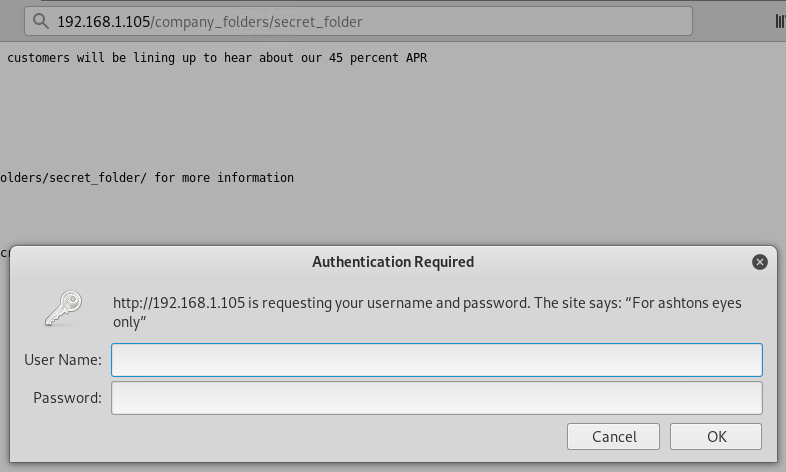 192.168.1.105/company_folders/secret_folder
customers will be lining up to hear about our 45 percent APR
olders/secret_folder/ for more information
cr
Authentication Required
http://192.168.1.105 is requesting your username and password. The site says: “For ashtons eyes
only”
User Name:
Password:
Cancel OK